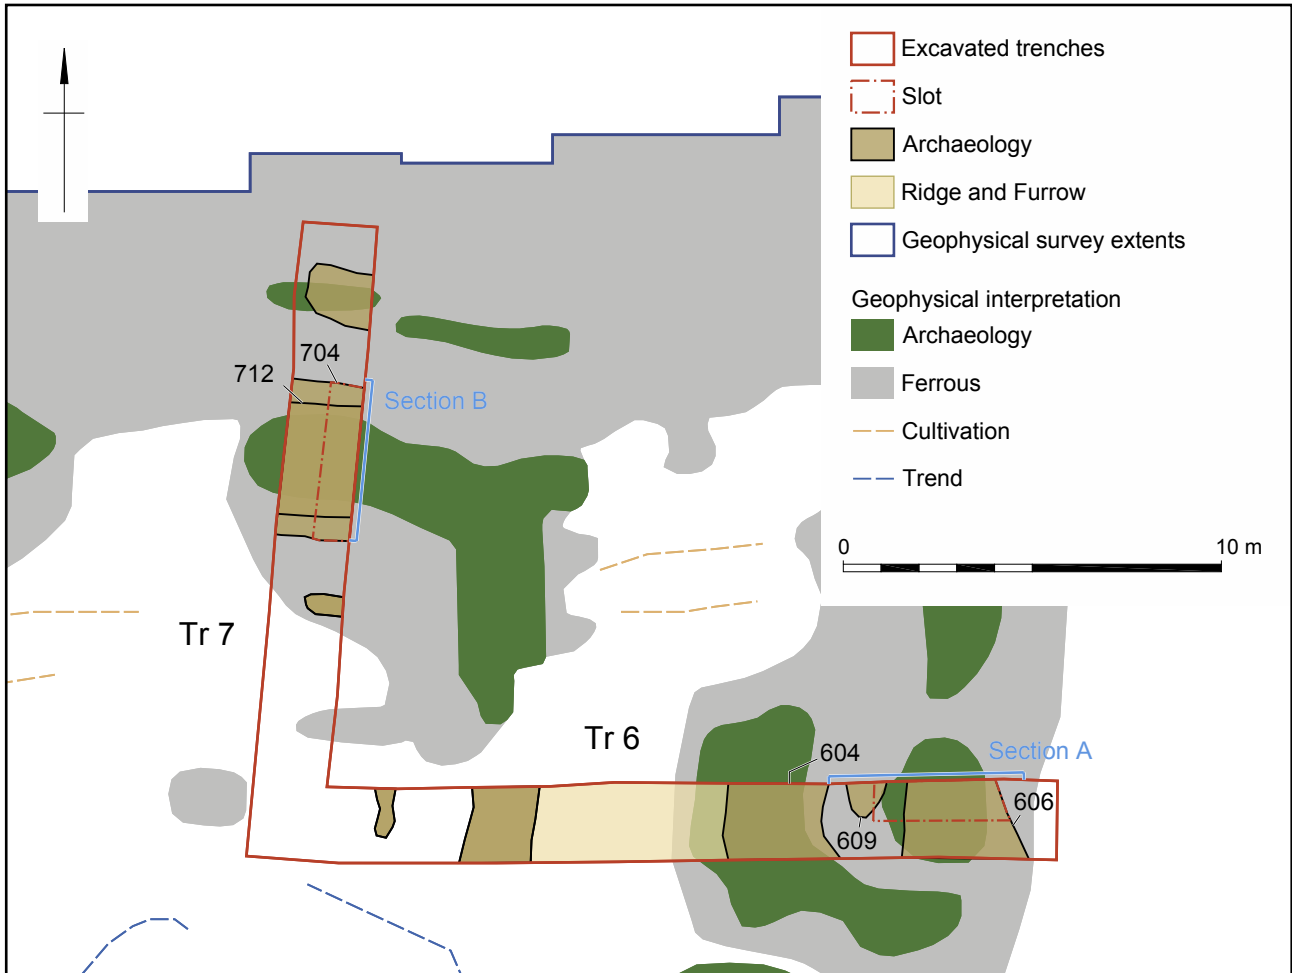 Excavated trenches
Slot
Archaeology
Ridge and Furrow
Geophysical survey extents
Geophysical interpretation
Archaeology
Ferrous
Cultivation
Trend
0 10 m
704
712
Section B
Tr 7
Tr 6
604
Section A
606
609